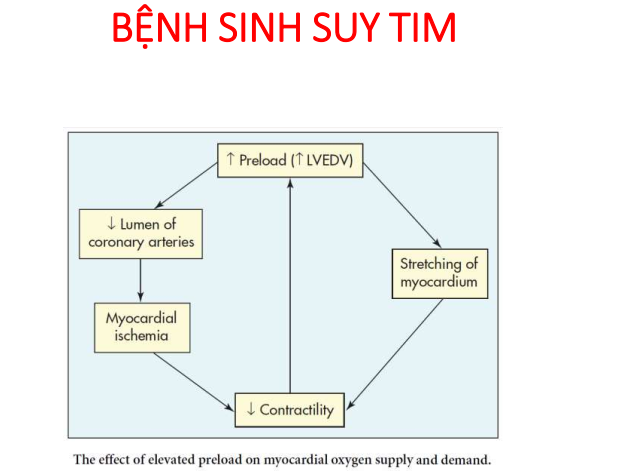 BỆNH SINH SUY TIM
↑ Preload (↑ LVEDV)
↓ Lumen of
coronary arteries
Stretching of
myocardium
Myocardial
ischemia
↓ Contractility
The effect of elevated preload on myocardial oxygen supply and demand.